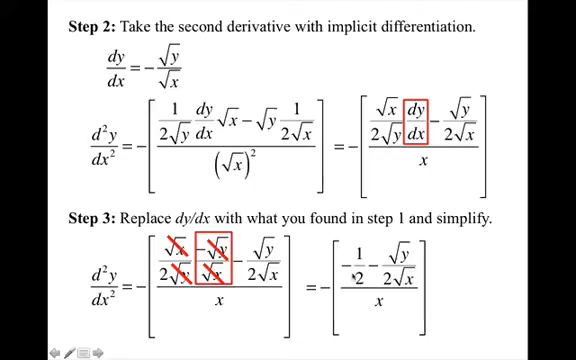 Step 2: Take the second derivative with implicit differentiation.
dy/dx = −√y/√x
d²y/dx² = −[(1/(2√y) dy/dx √x − √y 1/(2√x))/(√x)²] = −[(√x/(2√y) dy/dx − √y/(2√x))/x]
Step 3: Replace dy/dx with what you found in step 1 and simplify.
d²y/dx² = −[(√x/(2√y) −√y/√x − √y/(2√x))/x] = −[(−1/2 − √y/(2√x))/x]